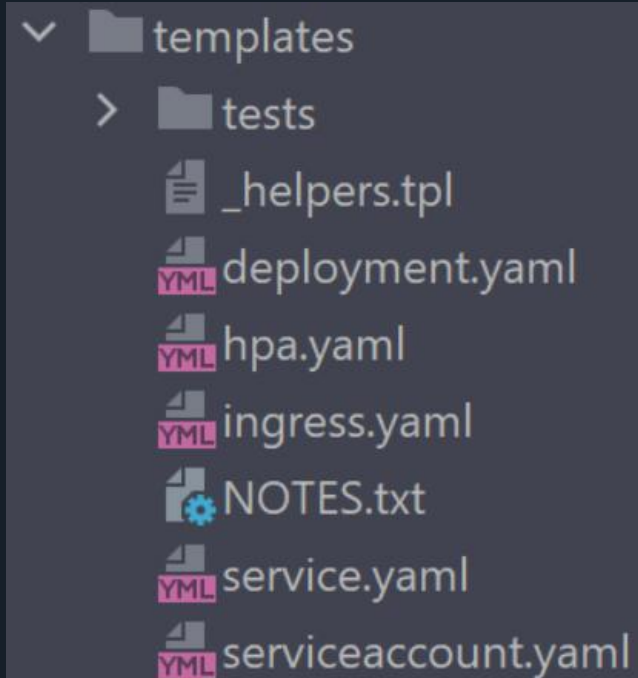 templates
tests
_helpers.tpl
YML deployment.yaml
YML hpa.yaml
YML ingress.yaml
NOTES.txt
YML service.yaml
YML serviceaccount.yaml